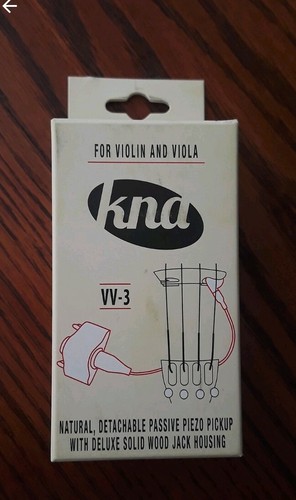 FOR VIOLIN AND VIOLA
kna
VV-3
NATURAL, DETACHABLE PASSIVE PIEZO PICKUP
WITH DELUXE SOLID WOOD JACK HOUSING